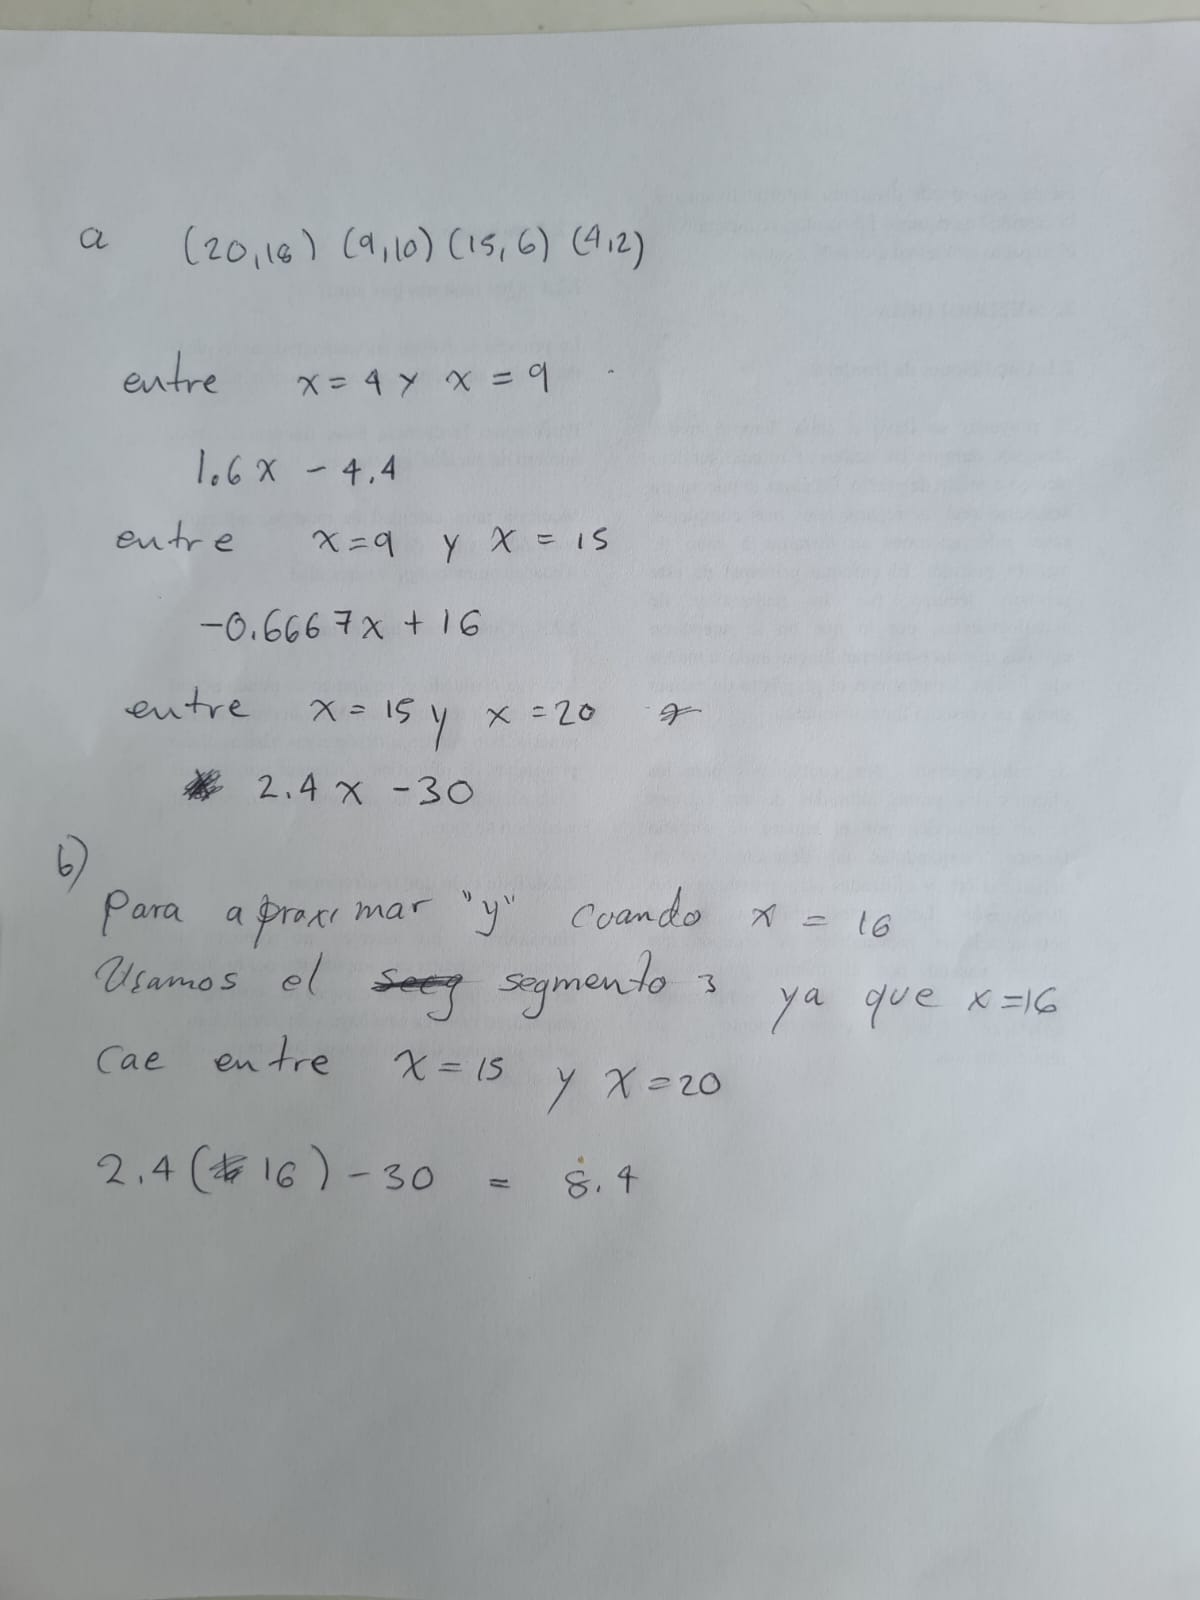 a (20,18) (9,10) (15,6) (4,2)
entre x = 4 y x = 9
1.6x - 4.4
entre x=9 y x = 15
-0.6667x + 16
entre x = 15 y x = 20
2.4x - 30
b)
Para aproximar "y" cuando x = 16
Usamos el segmento 3 ya que x=16
Cae entre x = 15 y x = 20
2.4(16) - 30 = 8.4